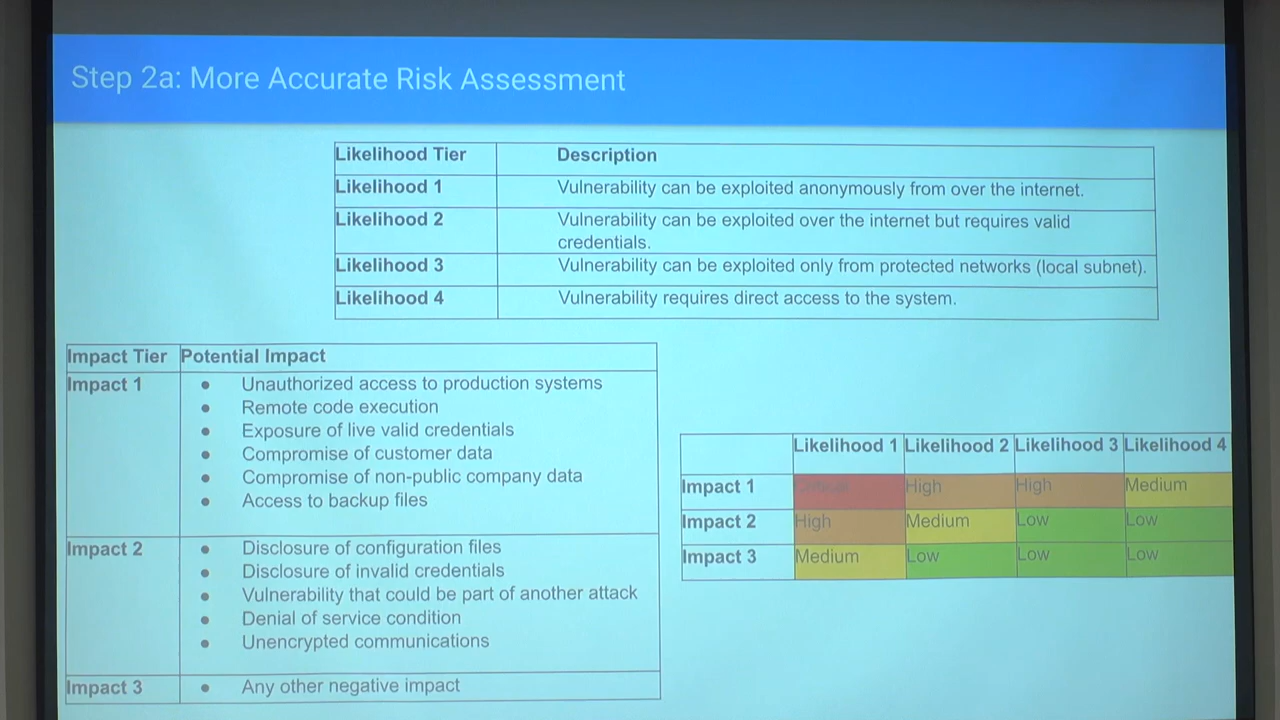 Step 2a: More Accurate Risk Assessment
Likelihood Tier Description
Likelihood 1 Vulnerability can be exploited anonymously from over the internet.
Likelihood 2 Vulnerability can be exploited over the internet but requires valid
credentials.
Likelihood 3 Vulnerability can be exploited only from protected networks (local subnet).
Likelihood 4 Vulnerability requires direct access to the system.
Impact Tier Potential Impact
Impact 1 ● Unauthorized access to production systems
● Remote code execution
● Exposure of live valid credentials
● Compromise of customer data
● Compromise of non-public company data
● Access to backup files
Impact 2 ● Disclosure of configuration files
● Disclosure of invalid credentials
● Vulnerability that could be part of another attack
● Denial of service condition
● Unencrypted communications
Impact 3 ● Any other negative impact
Likelihood 1 Likelihood 2 Likelihood 3 Likelihood 4
Impact 1 Critical High High Medium
Impact 2 High Medium Low Low
Impact 3 Medium Low Low Low